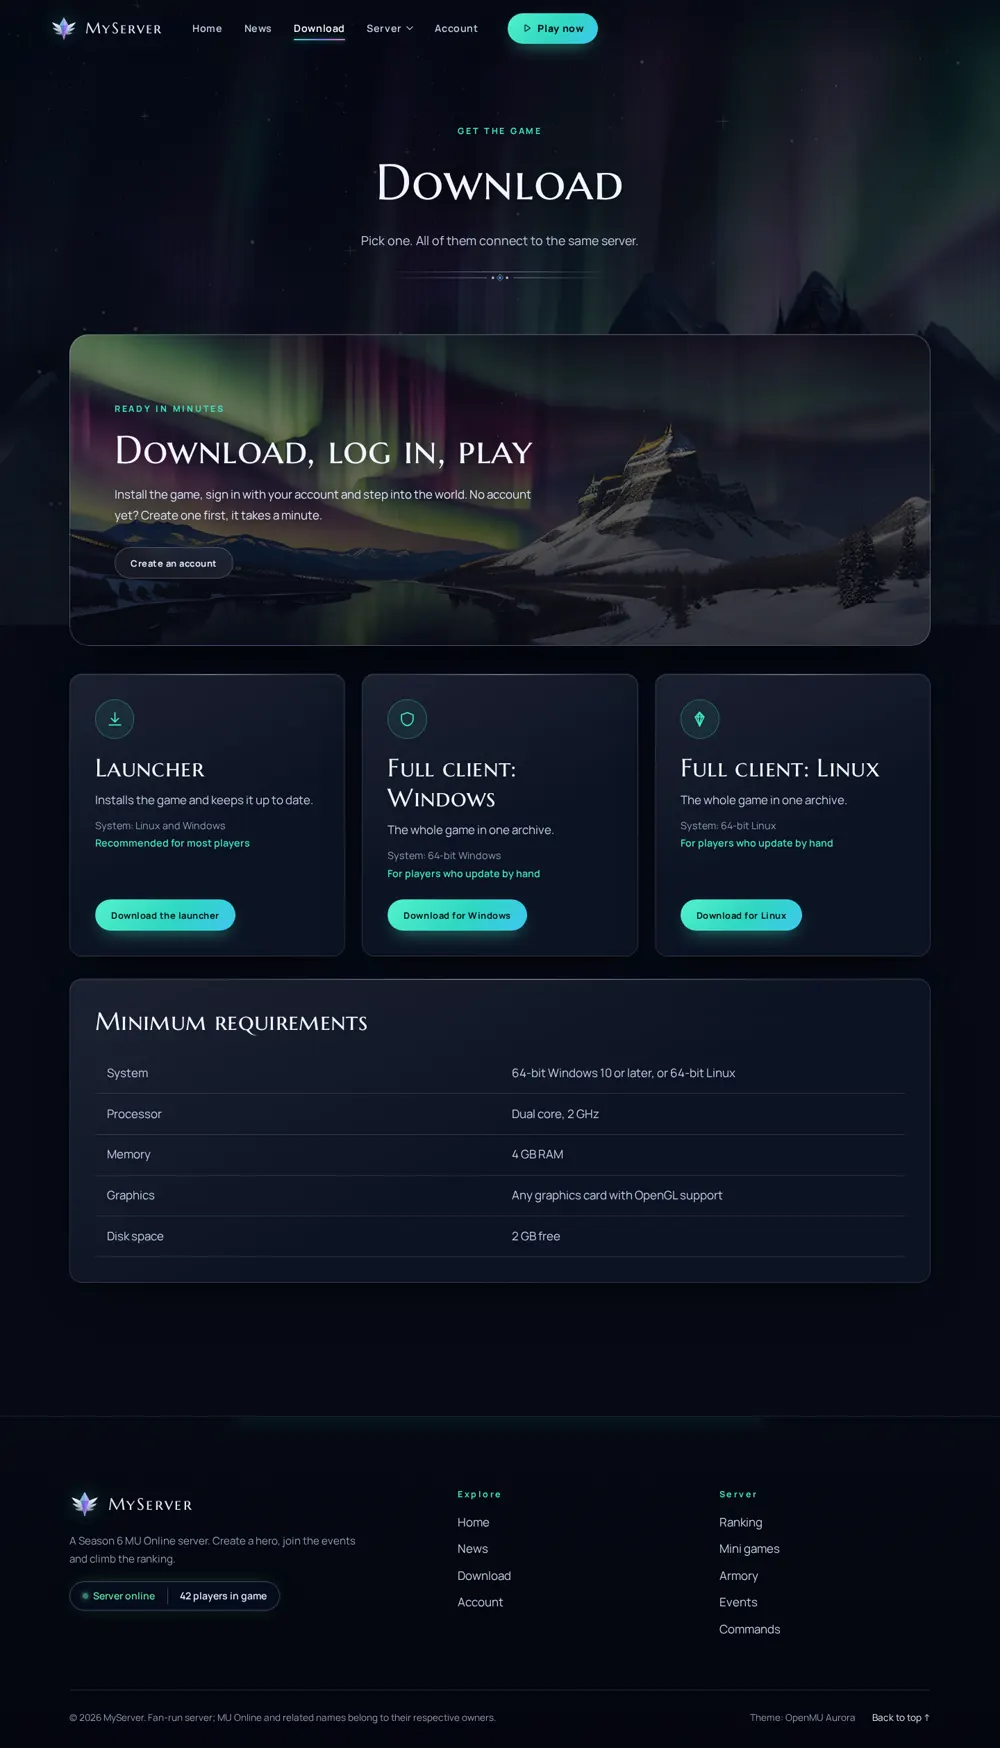 MyServer
Home
News
Download
Server
Account
Play now
GET THE GAME
Download
Pick one. All of them connect to the same server.
READY IN MINUTES
Download, log in, play
Install the game, sign in with your account and step into the world. No account
yet? Create one first, it takes a minute.
Create an account
Launcher
Installs the game and keeps it up to date.
System: Linux and Windows
Recommended for most players
Download the launcher
Full client:
Windows
The whole game in one archive.
System: 64-bit Windows
For players who update by hand
Download for Windows
Full client: Linux
The whole game in one archive.
System: 64-bit Linux
For players who update by hand
Download for Linux
Minimum requirements
System 64-bit Windows 10 or later, or 64-bit Linux
Processor Dual core, 2 GHz
Memory 4 GB RAM
Graphics Any graphics card with OpenGL support
Disk space 2 GB free
MyServer
A Season 6 MU Online server. Create a hero, join the events
and climb the ranking.
Server online
42 players in game
Explore
Home
News
Download
Account
Server
Ranking
Mini games
Armory
Events
Commands
© 2026 MyServer. Fan-run server; MU Online and related names belong to their respective owners.
Theme: OpenMU Aurora
Back to top ↑